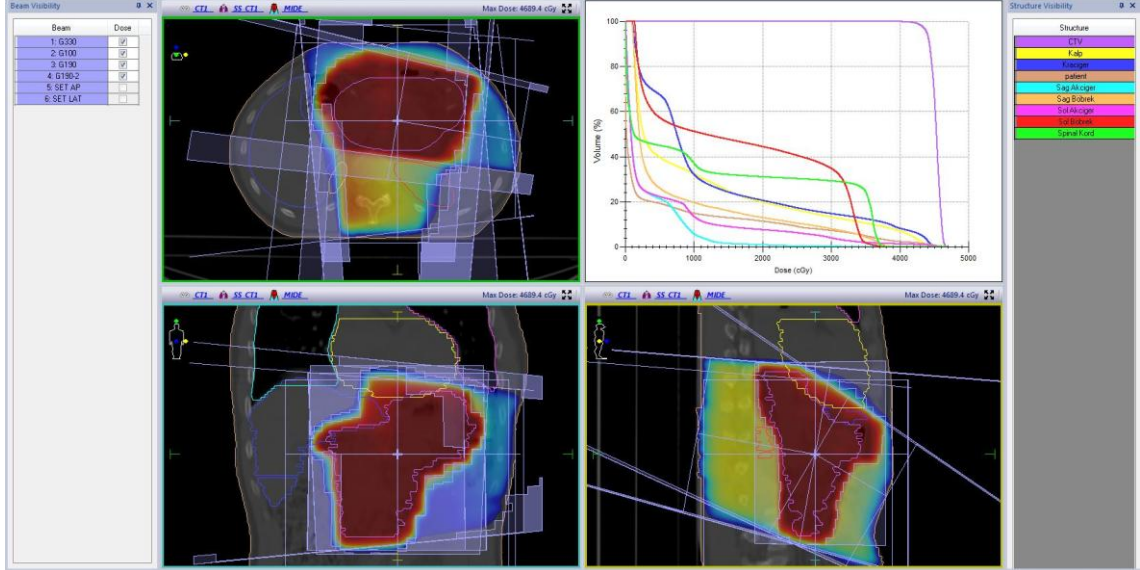 Beam Visibility
Beam Dose
1: G330
2: G100
3: G190
4: G190-2
5: SET AP
6: SET LAT
CT1 SS CT1 MIDE Max Dose: 4689.4 cGy
100
80
60
40
20
0
Volume (%)
0 1000 2000 3000 4000 5000
Dose (cGy)
CT1 SS CT1 MIDE Max Dose: 4689.4 cGy
CT1 SS CT1 MIDE Max Dose: 4689.4 cGy
Structure Visibility
Structure
CTV
Kalp
Kraciger
patient
Sag Akciger
Sag Bobrek
Sol Akciger
Sol Bobrek
Spinal Kord